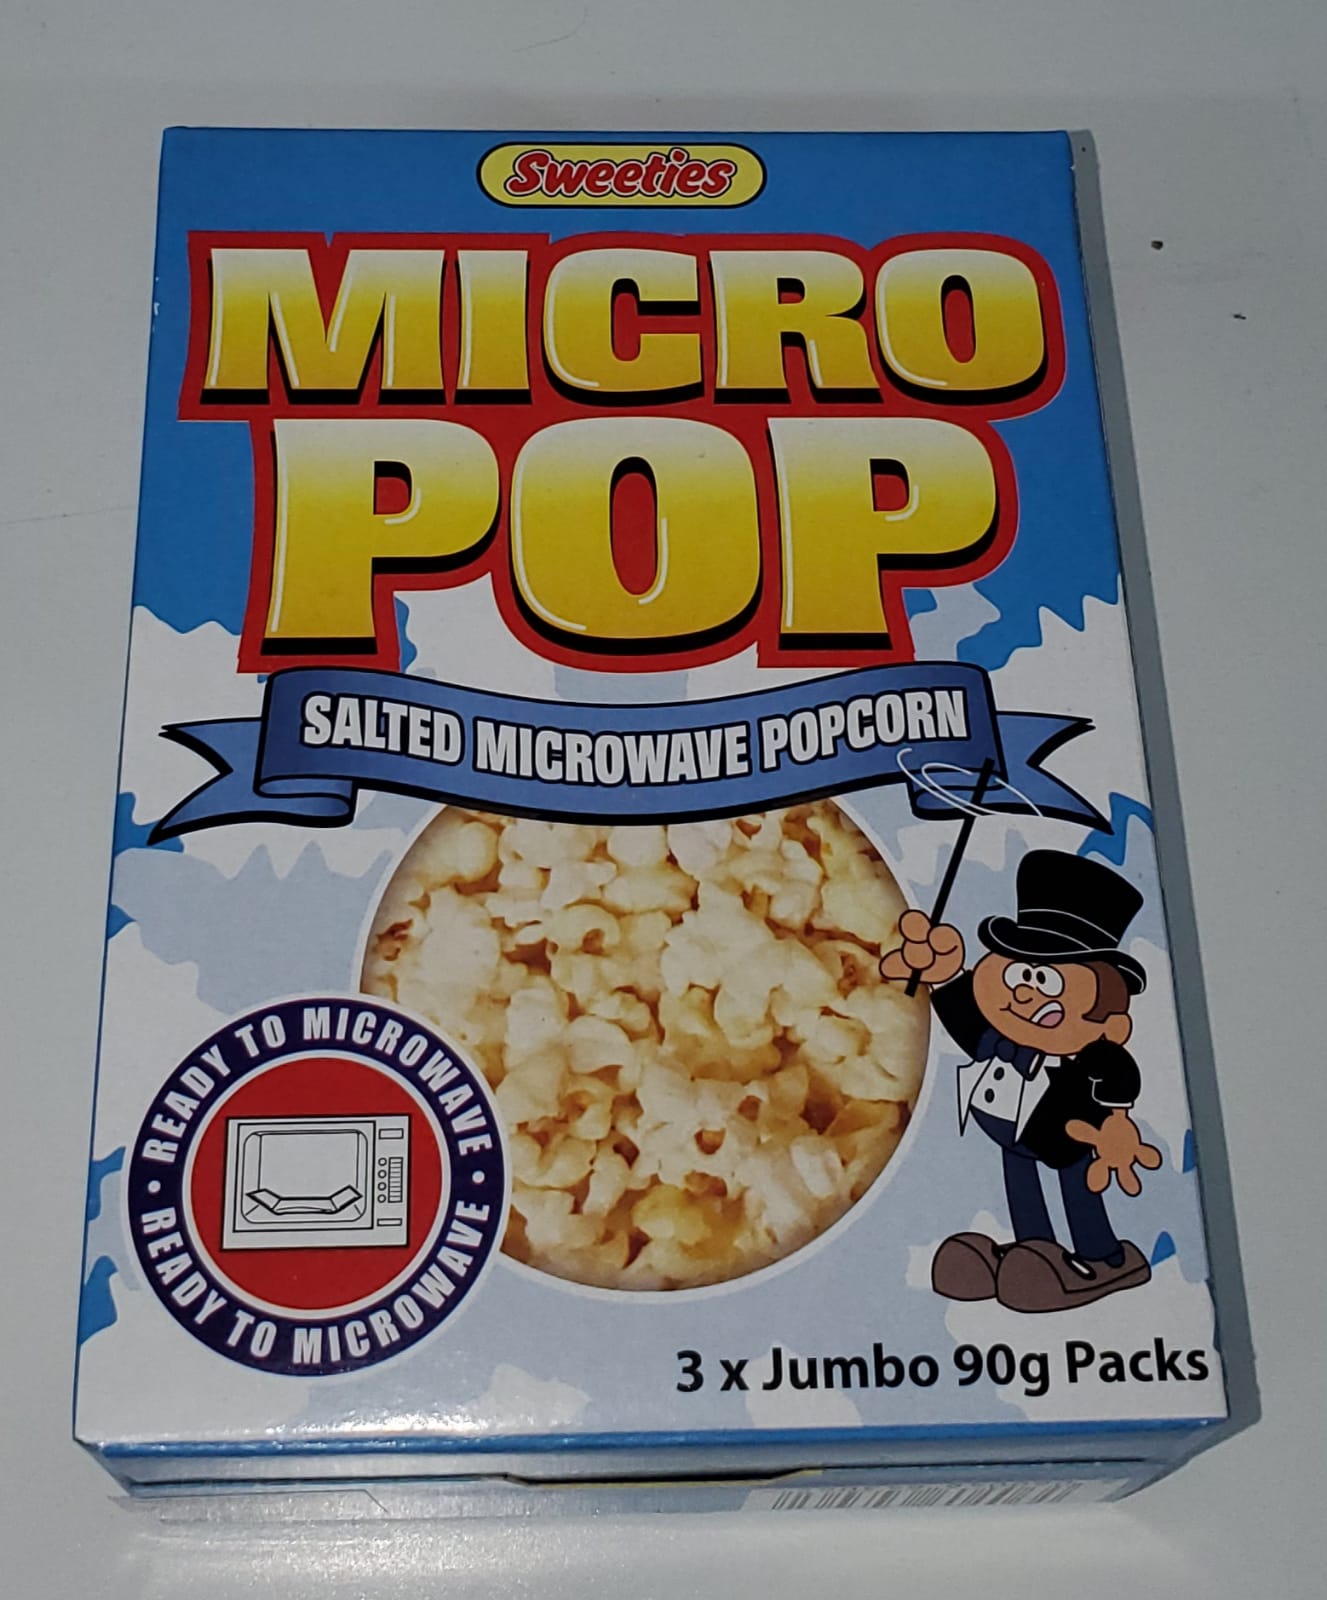 Sweeties
MICRO
POP
SALTED MICROWAVE POPCORN
• READY TO MICROWAVE •
READY TO MICROWAVE
3 x Jumbo 90g Packs